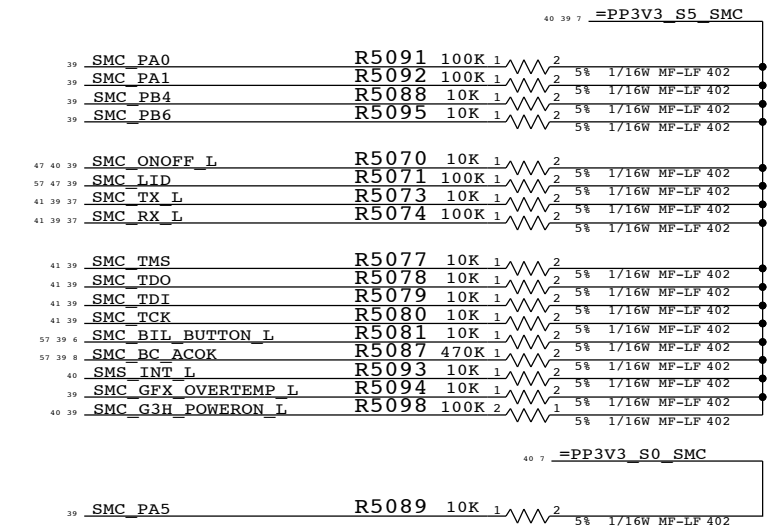 40 39 7 =PP3V3_S5_SMC
39 SMC_PA0 R5091 100K 1 2 5% 1/16W MF-LF 402
39 SMC_PA1 R5092 100K 1 2 5% 1/16W MF-LF 402
39 SMC_PB4 R5088 10K 1 2 5% 1/16W MF-LF 402
39 SMC_PB6 R5095 10K 1 2 5% 1/16W MF-LF 402
47 40 39 SMC_ONOFF_L R5070 10K 1 2 5% 1/16W MF-LF 402
57 47 39 SMC_LID R5071 100K 1 2 5% 1/16W MF-LF 402
41 39 37 SMC_TX_L R5073 10K 1 2 5% 1/16W MF-LF 402
41 39 37 SMC_RX_L R5074 100K 1 2 5% 1/16W MF-LF 402
41 39 SMC_TMS R5077 10K 1 2 5% 1/16W MF-LF 402
41 39 SMC_TDO R5078 10K 1 2 5% 1/16W MF-LF 402
41 39 SMC_TDI R5079 10K 1 2 5% 1/16W MF-LF 402
41 39 SMC_TCK R5080 10K 1 2 5% 1/16W MF-LF 402
57 39 6 SMC_BIL_BUTTON_L R5081 10K 1 2 5% 1/16W MF-LF 402
57 39 8 SMC_BC_ACOK R5087 470K 1 2 5% 1/16W MF-LF 402
40 SMS_INT_L R5093 10K 1 2 5% 1/16W MF-LF 402
39 SMC_GFX_OVERTEMP_L R5094 10K 1 2 5% 1/16W MF-LF 402
40 39 SMC_G3H_POWERON_L R5098 100K 2 1 5% 1/16W MF-LF 402
40 7 =PP3V3_S0_SMC
39 SMC_PA5 R5089 10K 1 2 5% 1/16W MF-LF 402